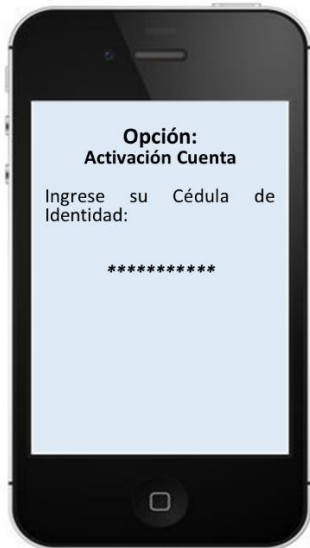 Opción:
Activación Cuenta
Ingrese su Cédula de
Identidad:
***********